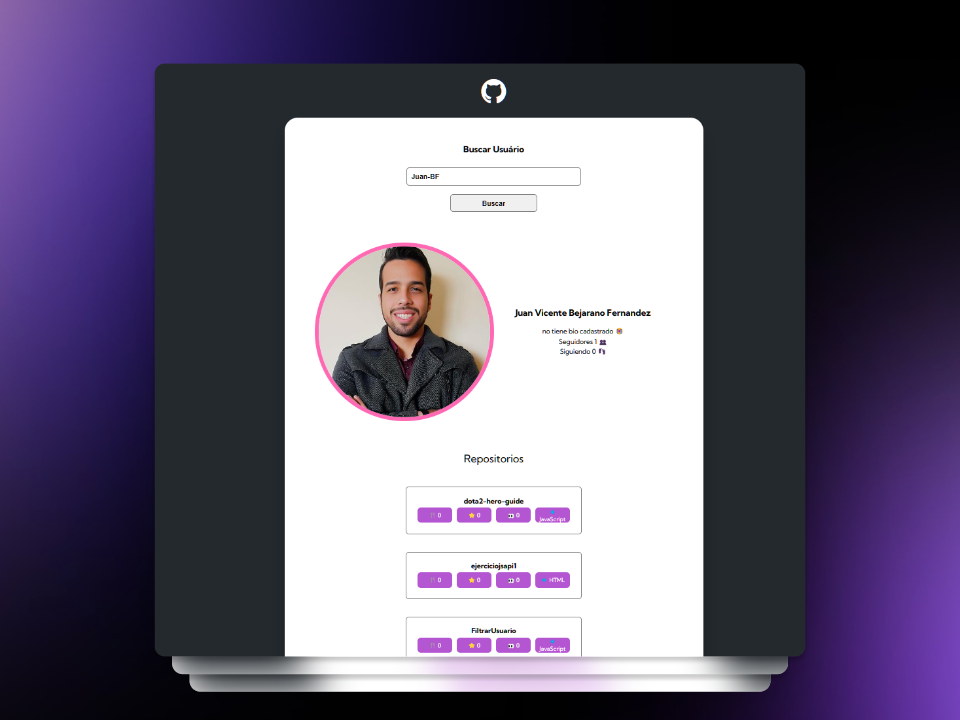 Buscar Usuário
Juan-BF
Buscar
Juan Vicente Bejarano Fernandez
no tiene bio cadastrado 😥
Seguidores 1 👥
Siguiendo 0 👣
Repositorios
dota2-hero-guide
🍴 0 ⭐ 0 👀 0 JavaScript
ejerciciojsapi1
🍴 0 ⭐ 0 👀 0 HTML
FiltrarUsuario
🍴 0 ⭐ 0 👀 0 JavaScript